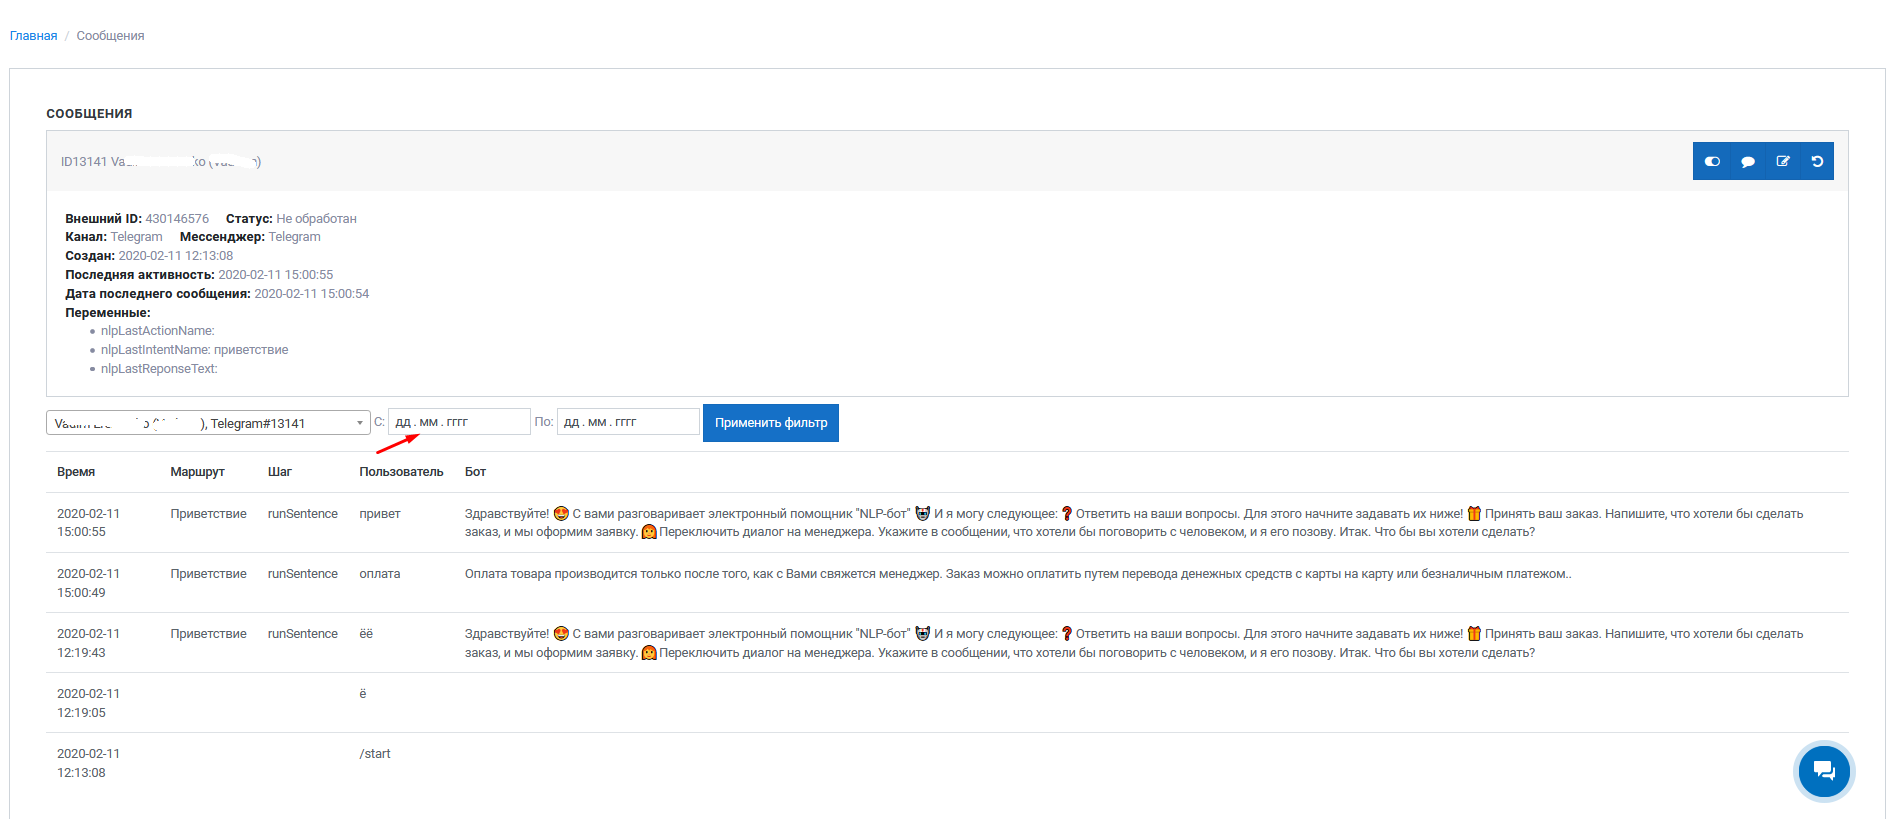 Главная / Сообщения
СООБЩЕНИЯ
ID13141
Внешний ID: 430146576 Статус: Не обработан
Канал: Telegram Мессенджер: Telegram
Создан: 2020-02-11 12:13:08
Последняя активность: 2020-02-11 15:00:55
Дата последнего сообщения: 2020-02-11 15:00:54
Переменные:
nlpLastActionName:
nlpLastIntentName: приветствие
nlpLastReponseText:
), Telegram#13141 С: дд.мм.гггг По: дд.мм.гггг Применить фильтр
Время Маршрут Шаг Пользователь Бот
2020-02-11 Приветствие runSentence привет Здравствуйте! С вами разговаривает электронный помощник "NLP-бот" И я могу следующее: ❓ Ответить на ваши вопросы. Для этого начните задавать их ниже! Принять ваш заказ. Напишите, что хотели бы сделать
15:00:55 заказ, и мы оформим заявку. Переключить диалог на менеджера. Укажите в сообщении, что хотели бы поговорить с человеком, и я его позову. Итак. Что бы вы хотели сделать?
2020-02-11 Приветствие runSentence оплата Оплата товара производится только после того, как с Вами свяжется менеджер. Заказ можно оплатить путем перевода денежных средств с карты на карту или безналичным платежом..
15:00:49
2020-02-11 Приветствие runSentence ёё Здравствуйте! С вами разговаривает электронный помощник "NLP-бот" И я могу следующее: ❓ Ответить на ваши вопросы. Для этого начните задавать их ниже! Принять ваш заказ. Напишите, что хотели бы сделать
12:19:43 заказ, и мы оформим заявку. Переключить диалог на менеджера. Укажите в сообщении, что хотели бы поговорить с человеком, и я его позову. Итак. Что бы вы хотели сделать?
2020-02-11 ё
12:19:05
2020-02-11 /start
12:13:08